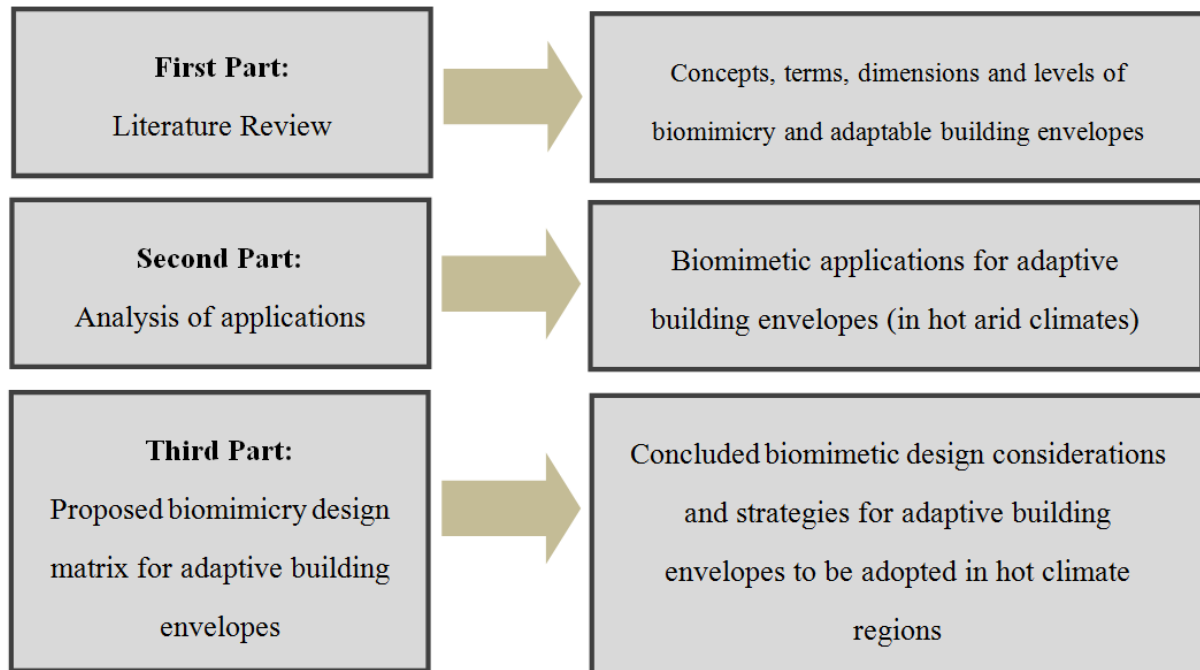 First Part:
Literature Review
Concepts, terms, dimensions and levels of
biomimicry and adaptable building envelopes
Second Part:
Analysis of applications
Biomimetic applications for adaptive
building envelopes (in hot arid climates)
Third Part:
Proposed biomimicry design
matrix for adaptive building
envelopes
Concluded biomimetic design considerations
and strategies for adaptive building
envelopes to be adopted in hot climate
regions